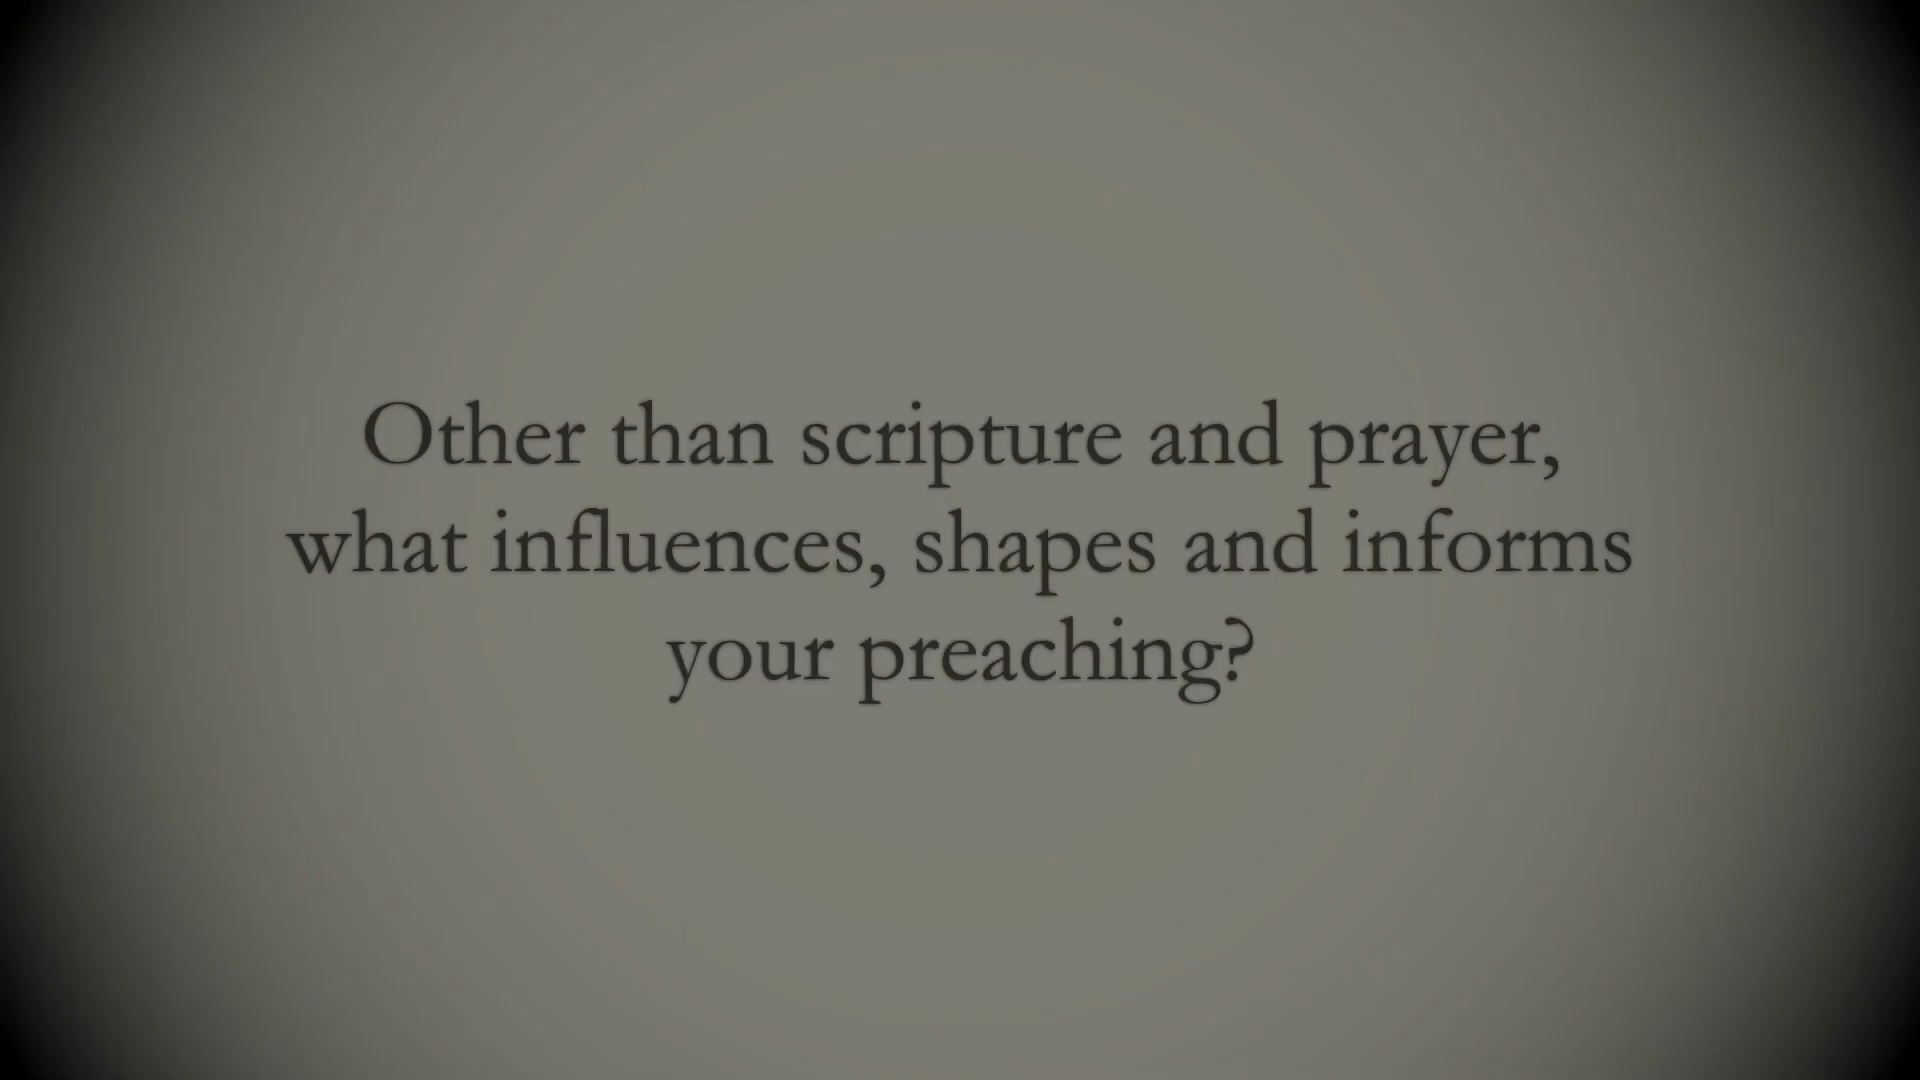 Other than scripture and prayer,
what influences, shapes and informs
your preaching?